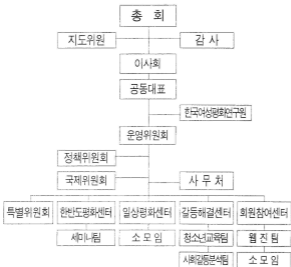 총 회
지도위원
감 사
이사회
공동대표
한국여성평화연구원
운영위원회
정책위원회
국제위원회
사 무 처
특별위원회
한반도평화센터
일상평화센터
갈등해결센터
회원참여센터
세미나팀
소 모 임
청소년교육팀
웹 진 팀
사회갈등분석팀
소 모 임